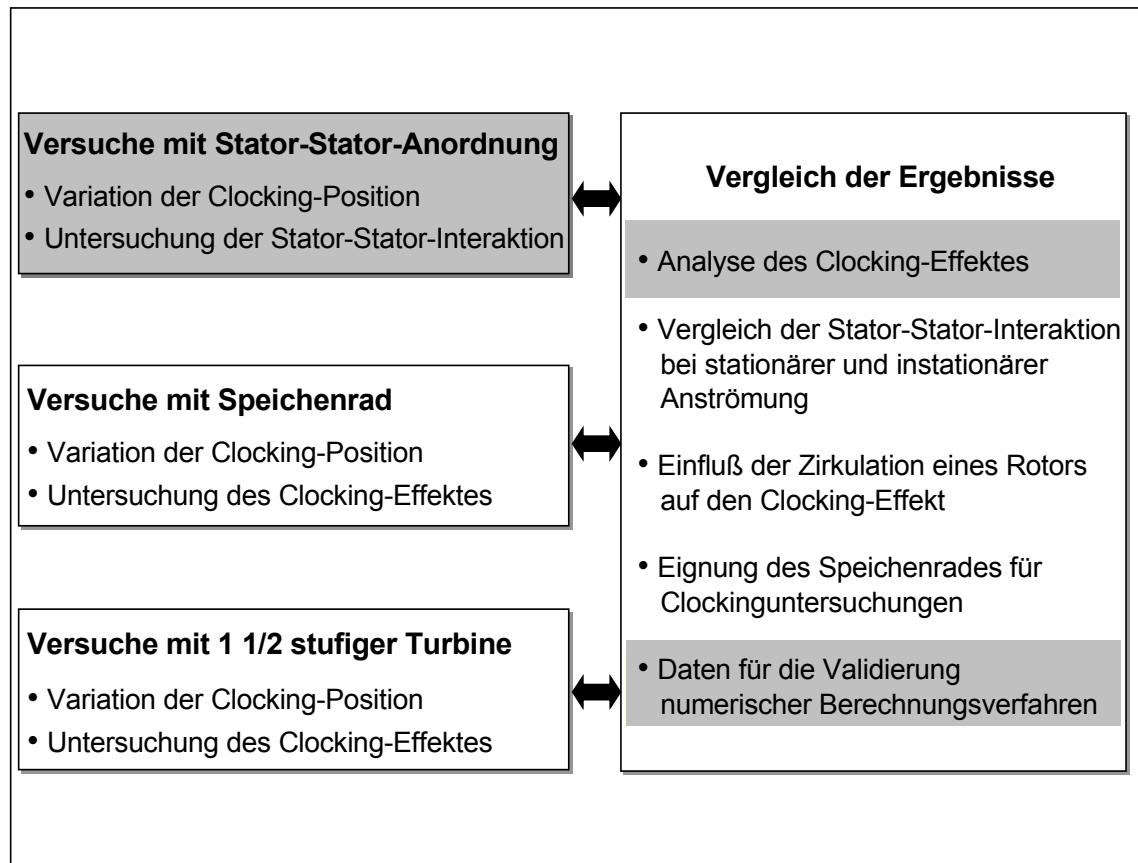 Versuche mit Stator-Stator-Anordnung
• Variation der Clocking-Position
• Untersuchung der Stator-Stator-Interaktion
Versuche mit Speichenrad
• Variation der Clocking-Position
• Untersuchung des Clocking-Effektes
Versuche mit 1 1/2 stufiger Turbine
• Variation der Clocking-Position
• Untersuchung des Clocking-Effektes
Vergleich der Ergebnisse
• Analyse des Clocking-Effektes
• Vergleich der Stator-Stator-Interaktion
bei stationärer und instationärer
Anströmung
• Einfluß der Zirkulation eines Rotors
auf den Clocking-Effekt
• Eignung des Speichenrades für
Clockinguntersuchungen
• Daten für die Validierung
numerischer Berechnungsverfahren